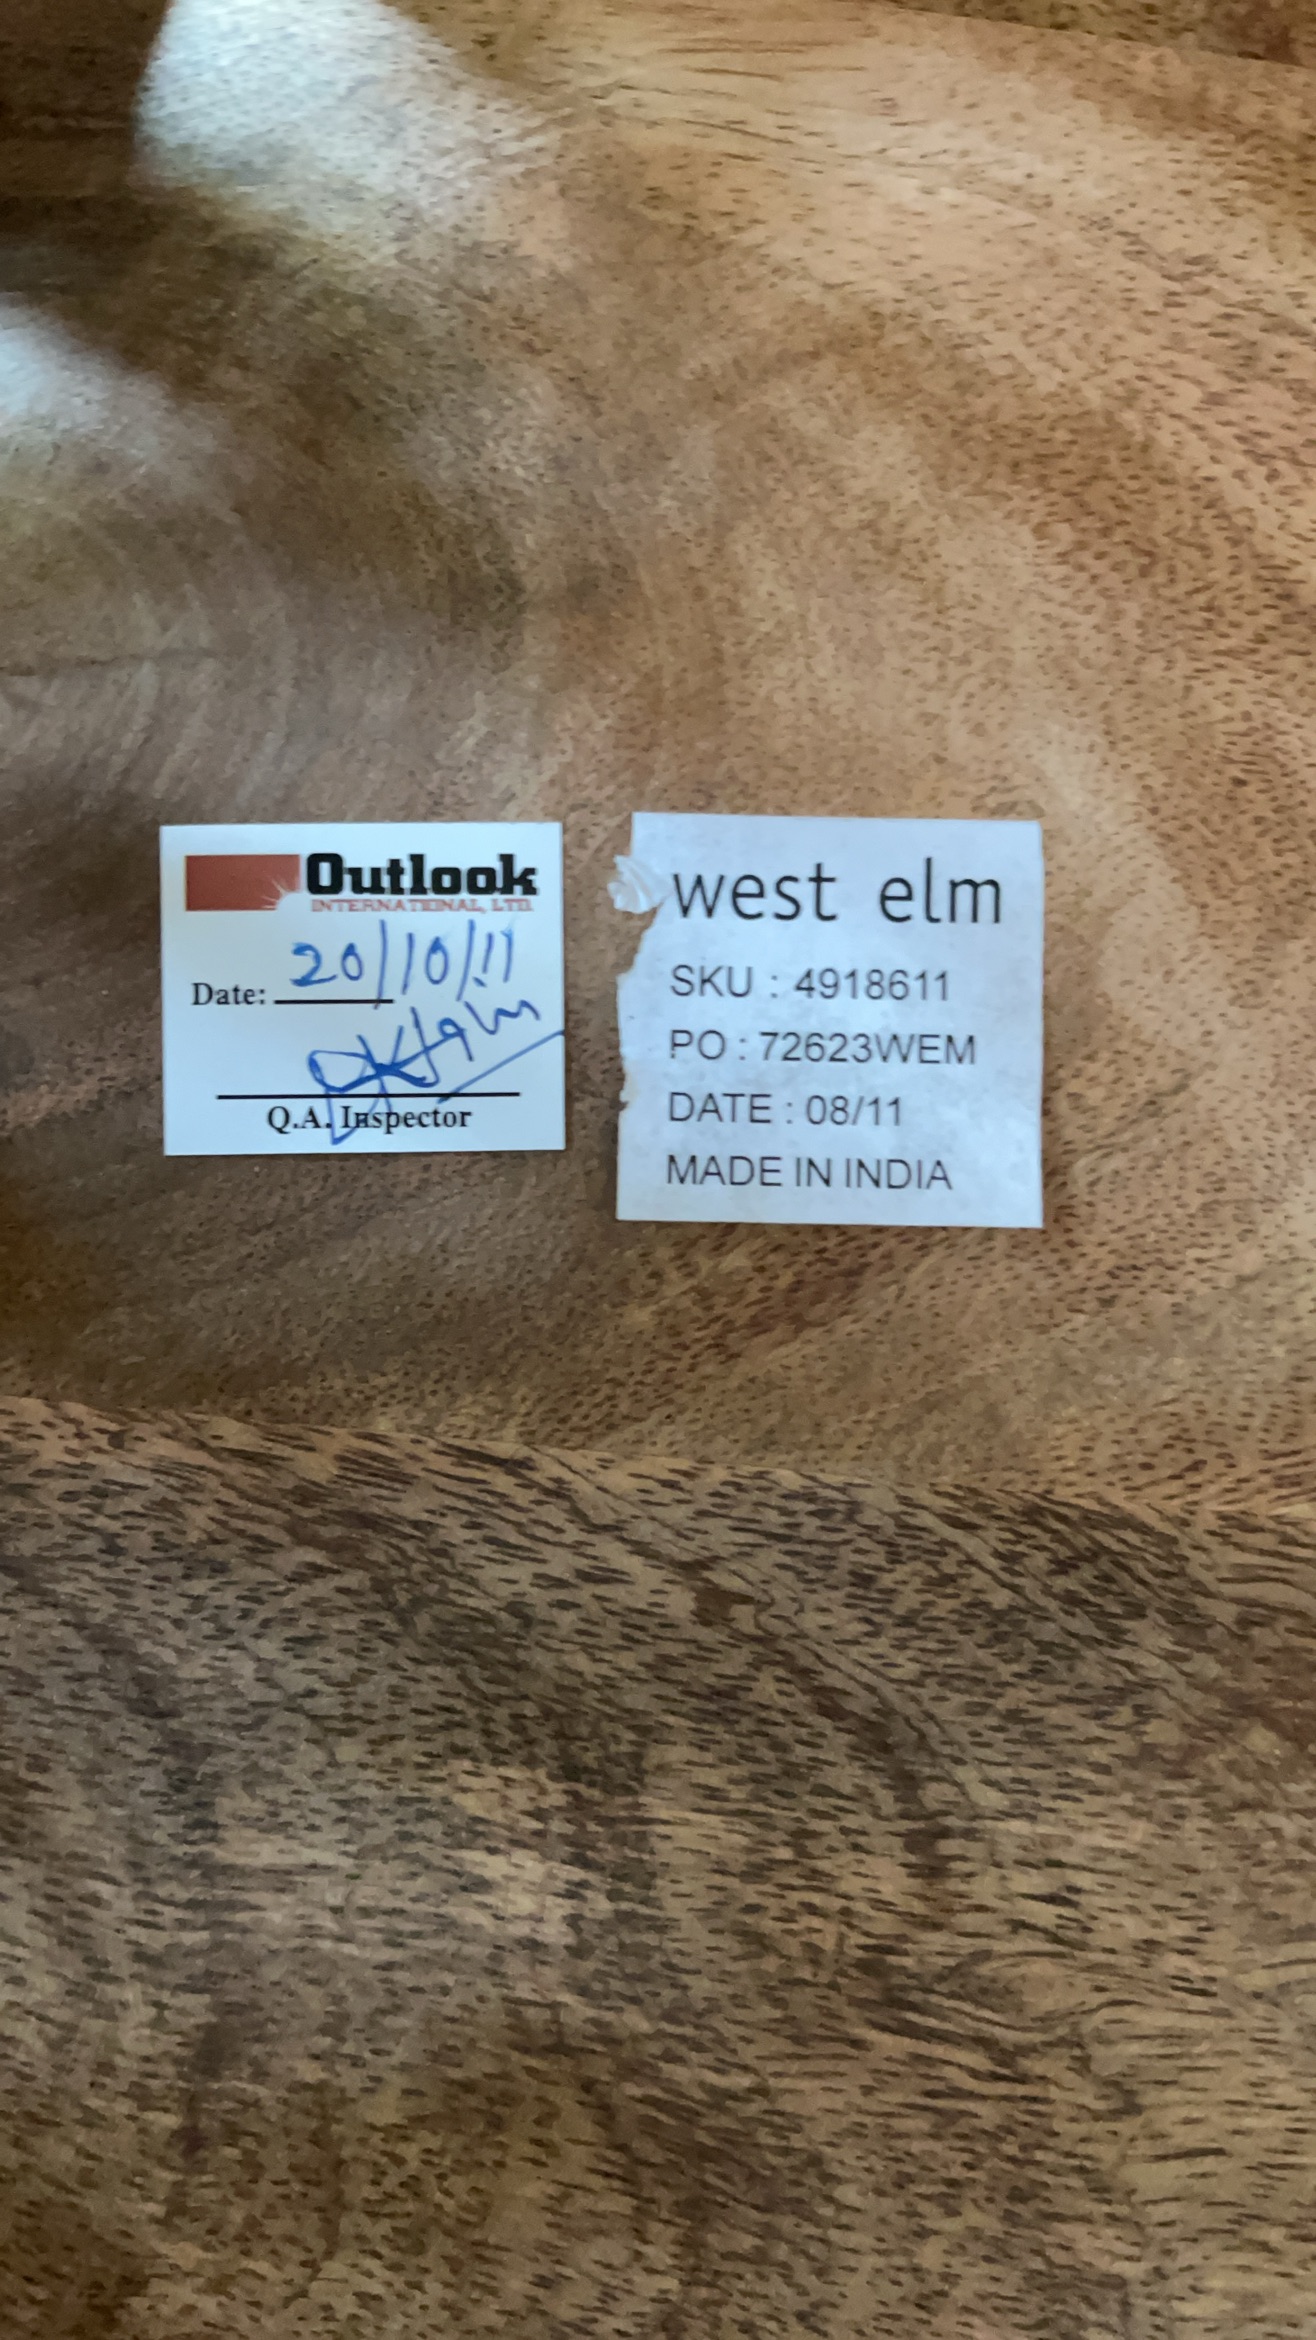 Outlook
INTERNATIONAL, LTD.
Date: 20/10/11
Q.A. Inspector
west elm
SKU : 4918611
PO : 72623WEM
DATE : 08/11
MADE IN INDIA